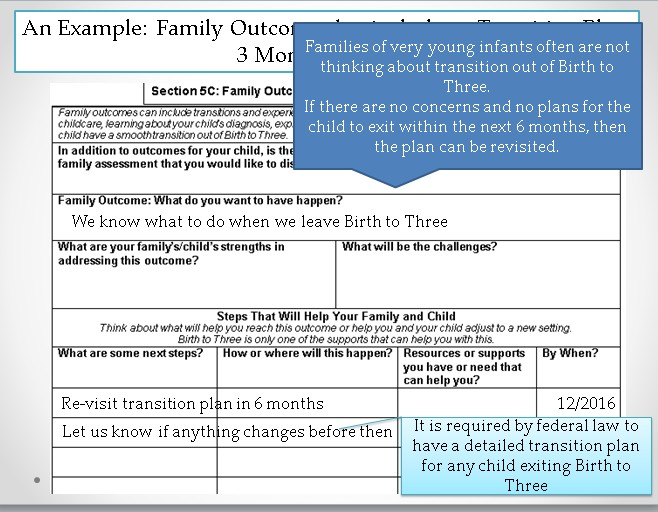 An Example: Family Outco
3 Mon
Families of very young infants often are not
thinking about transition out of Birth to
Three.
If there are no concerns and no plans for the
child to exit within the next 6 months, then
the plan can be revisited.
Section 5C: Family Outc
Family outcomes can include transitions and experie
childcare, learning about your child's diagnosis, exp
child have a smooth transition out of Birth to Three.
In addition to outcomes for your child, is the
family assessment that you would like to dis
Family Outcome: What do you want to have happen?
We know what to do when we leave Birth to Three
What are your family's/child's strengths in
addressing this outcome?
What will be the challenges?
Steps That Will Help Your Family and Child
Think about what will help you reach this outcome or help you and your child adjust to a new setting.
Birth to Three is only one of the supports that can help you with this.
What are some next steps?
How or where will this happen?
Resources or supports
you have or need that
can help you?
By When?
Re-visit transition plan in 6 months
12/2016
Let us know if anything changes before then
It is required by federal law to
have a detailed transition plan
for any child exiting Birth to
Three